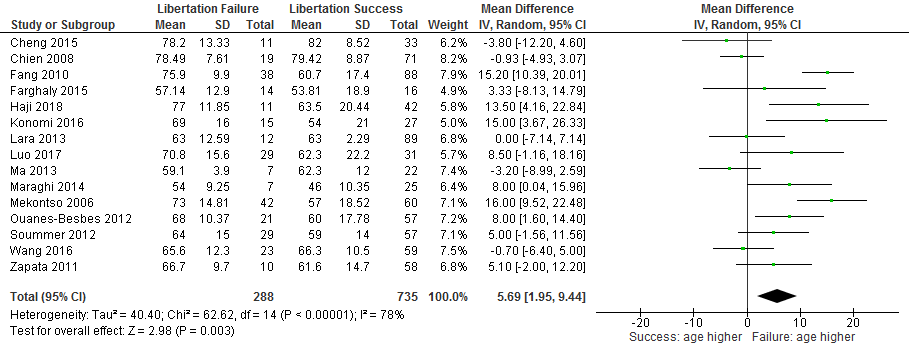 Libertation Failure Libertation Success Mean Difference Mean Difference
Study or Subgroup Mean SD Total Mean SD Total Weight IV, Random, 95% CI IV, Random, 95% CI
Cheng 2015 78.2 13.33 11 82 8.52 33 6.2% -3.80 [-12.20, 4.60]
Chien 2008 78.49 7.61 19 79.42 8.87 71 8.1% -0.93 [-4.93, 3.07]
Fang 2010 75.9 9.9 38 60.7 17.4 88 7.8% 15.20 [10.39, 20.01]
Farghaly 2015 57.14 12.9 14 53.81 18.9 16 4.8% 3.33 [-8.13, 14.79]
Haji 2018 77 11.85 11 63.5 20.44 42 5.8% 13.50 [4.16, 22.84]
Konomi 2016 69 16 15 54 21 27 4.9% 15.00 [3.67, 26.33]
Lara 2013 63 12.59 12 63 2.29 89 6.8% 0.00 [-7.14, 7.14]
Luo 2017 70.8 15.6 29 62.3 22.2 31 5.6% 8.50 [-1.16, 18.16]
Ma 2013 59.1 3.9 7 62.3 12 22 7.4% -3.20 [-8.99, 2.59]
Maraghi 2014 54 9.25 7 46 10.35 25 6.4% 8.00 [0.04, 15.96]
Mekontso 2006 73 14.81 42 57 18.52 60 7.1% 16.00 [9.52, 22.48]
Ouanes-Besbes 2012 68 10.37 21 60 17.78 57 7.1% 8.00 [1.60, 14.40]
Soummer 2012 64 15 29 59 14 57 7.0% 5.00 [-1.56, 11.56]
Wang 2016 65.6 12.3 23 66.3 10.5 59 7.4% -0.70 [-6.40, 5.00]
Zapata 2011 66.7 9.7 10 61.6 14.7 58 6.8% 5.10 [-2.00, 12.20]
Total (95% CI) 288 735 100.0% 5.69 [1.95, 9.44]
Heterogeneity: Tau² = 40.40; Chi² = 62.62, df = 14 (P < 0.00001); I² = 78%
Test for overall effect: Z = 2.98 (P = 0.003)
-20 -10 0 10 20
Success: age higher Failure: age higher